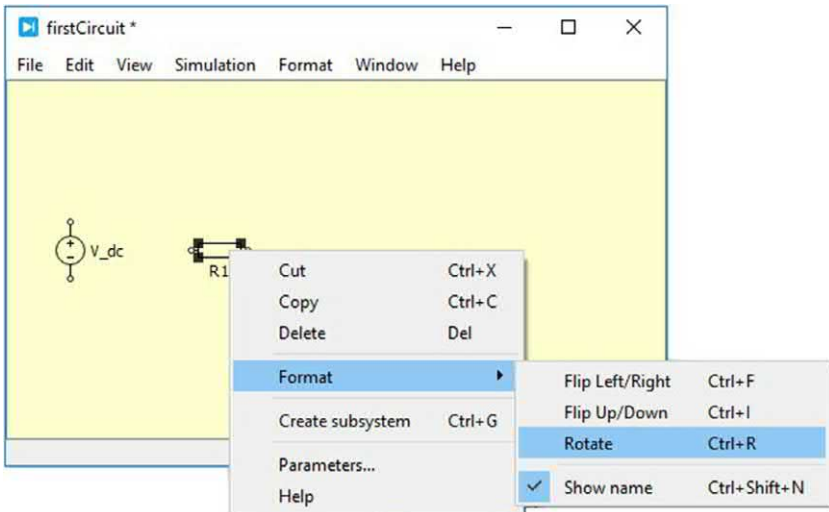 firstCircuit *
File Edit View Simulation Format Window Help
V_dc
R1
Cut Ctrl+X
Copy Ctrl+C
Delete Del
Format
Create subsystem Ctrl+G
Parameters...
Help
Flip Left/Right Ctrl+F
Flip Up/Down Ctrl+I
Rotate Ctrl+R
Show name Ctrl+Shift+N